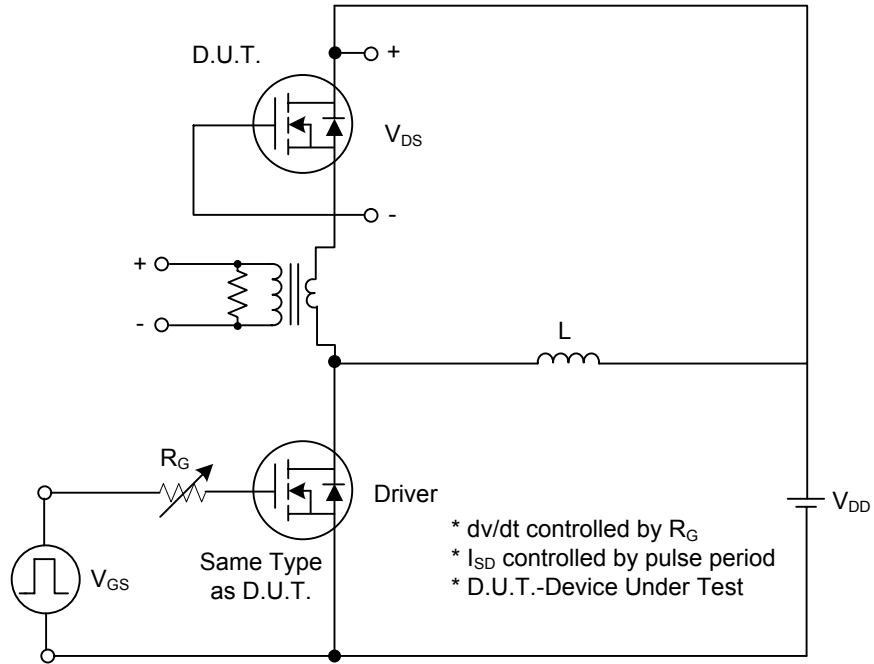 D.U.T.
+
V_DS
-
+
-
L
R_G
Driver
V_DD
V_GS
Same Type
as D.U.T.
* dv/dt controlled by R_G
* I_SD controlled by pulse period
* D.U.T.-Device Under Test